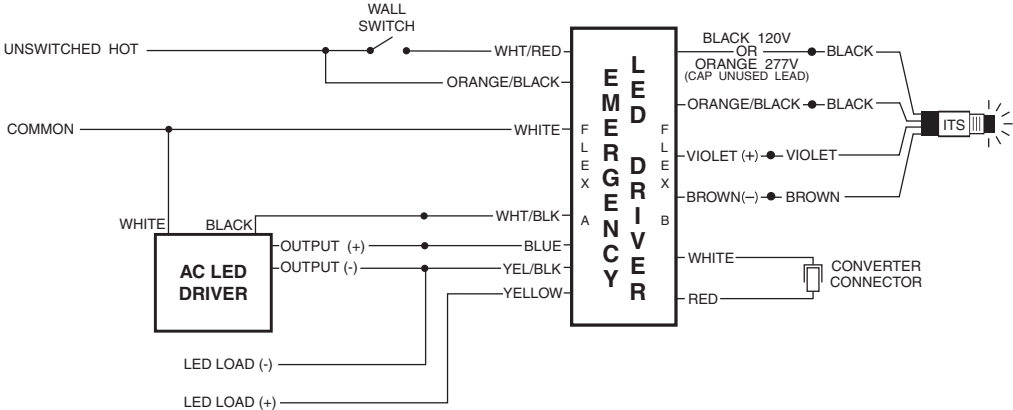 WALL
SWITCH
UNSWITCHED HOT
WHT/RED
ORANGE/BLACK
COMMON
WHITE
WHITE
BLACK
WHT/BLK
OUTPUT (+)
BLUE
OUTPUT (-)
YEL/BLK
YELLOW
AC LED
DRIVER
LED LOAD (-)
LED LOAD (+)
FLEX A
EMERGENCY
LED DRIVER
FLEX B
BLACK 120V
OR
ORANGE 277V
(CAP UNUSED LEAD)
BLACK
ORANGE/BLACK
BLACK
VIOLET (+)
VIOLET
BROWN(–)
BROWN
ITS
WHITE
RED
CONVERTER
CONNECTOR